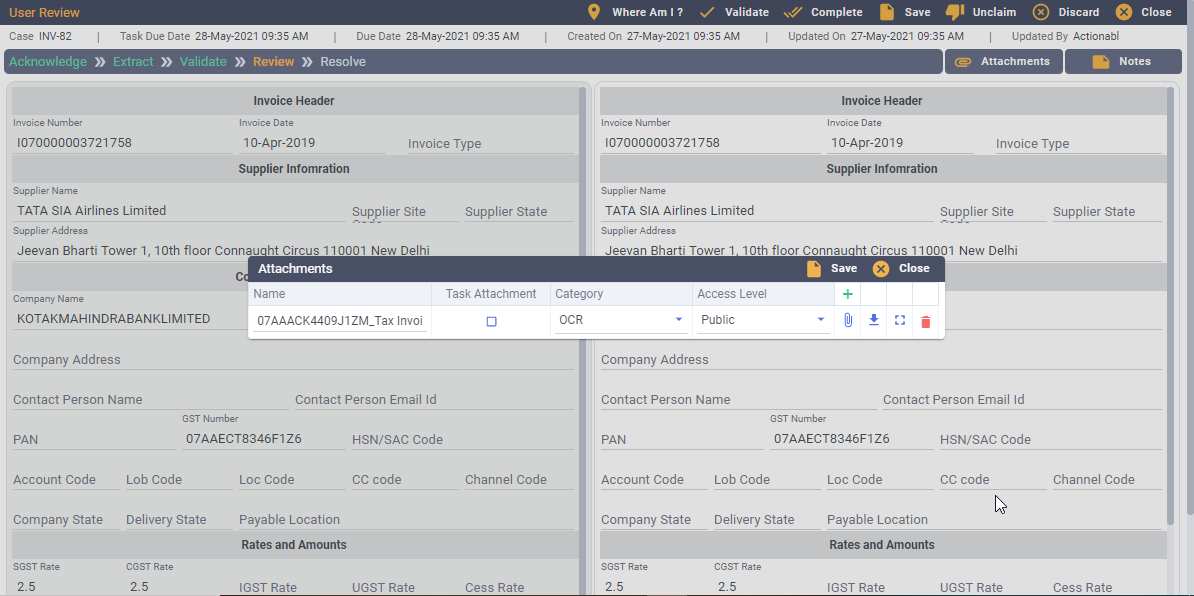 User Review Where Am I ? Validate Complete Save Unclaim Discard Close
Case INV-82 | Task Due Date 28-May-2021 09:35 AM | Due Date 28-May-2021 09:35 AM | Created On 27-May-2021 09:35 AM | Updated On 27-May-2021 09:35 AM | Updated By Actionabl
Acknowledge » Extract » Validate » Review » Resolve Attachments Notes
Invoice Header Invoice Header
Invoice Number Invoice Date Invoice Number Invoice Date
I070000003721758 10-Apr-2019 Invoice Type I070000003721758 10-Apr-2019 Invoice Type
Supplier Infomration Supplier Infomration
Supplier Name Supplier Name
TATA SIA Airlines Limited Supplier Site Supplier State TATA SIA Airlines Limited Supplier Site Supplier State
Supplier Address Supplier Address
Jeevan Bharti Tower 1, 10th floor Connaught Circus 110001 New Delhi Jeevan Bharti Tower 1, 10th floor Connaught Circus 110001 New Delhi
Attachments Save Close
Name Task Attachment Category Access Level +
Company Name
KOTAKMAHINDRABANKLIMITED 07AAACK4409J1ZM_Tax Invoi OCR Public
Company Address Company Address
Contact Person Name Contact Person Email Id Contact Person Name Contact Person Email Id
GST Number GST Number
PAN 07AAECT8346F1Z6 HSN/SAC Code PAN 07AAECT8346F1Z6 HSN/SAC Code
Account Code Lob Code Loc Code CC code Channel Code Account Code Lob Code Loc Code CC code Channel Code
Company State Delivery State Payable Location Company State Delivery State Payable Location
Rates and Amounts Rates and Amounts
SGST Rate CGST Rate SGST Rate CGST Rate
2.5 2.5 IGST Rate UGST Rate Cess Rate 2.5 2.5 IGST Rate UGST Rate Cess Rate